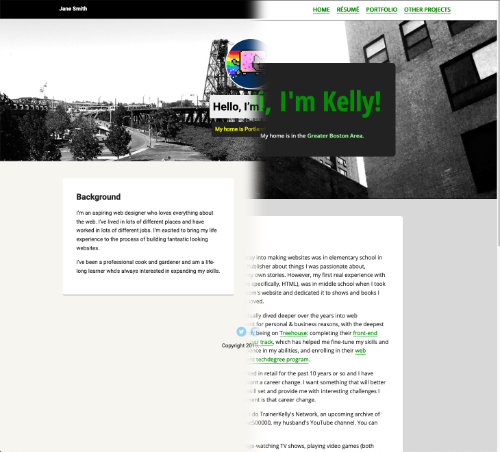 Jane Smith
HOME RÉSUMÉ PORTFOLIO OTHER PROJECTS
Hello, I'm
I, I'm Kelly!
My home is Portlan
My home is in the Greater Boston Area.
Background
I'm an aspiring web designer who loves everything about
the web. I've lived in lots of different places and have
worked in lots of different jobs. I'm excited to bring my life
experience to the process of building fantastic looking
websites.
I've been a professional cook and gardener and am a life-
long learner who's always interested in expanding my skills.
way into making websites was in elementary school in
Publisher about things I was passionate about,
own stories. However, my first real experience with
specifically, HTML), was in middle school when I took
website and dedicated it to shows and books I
loved.
ually dived deeper over the years into web
nt for personal & business reasons, with the deepest
being on Treehouse: completing their front-end
track, which has helped me fine-tune my skills and
ence in my abilities, and enrolling in their web
techdegree program.
Copyright 201
ed in retail for the past 10 years or so and I have
want a career change. I want something that will better
skill set and provide me with interesting challenges I
ment is that career change.
I do TrainerKelly's Network, an upcoming archive of
500000, my husband's YouTube channel. You can
e-watching TV shows, playing video games (both